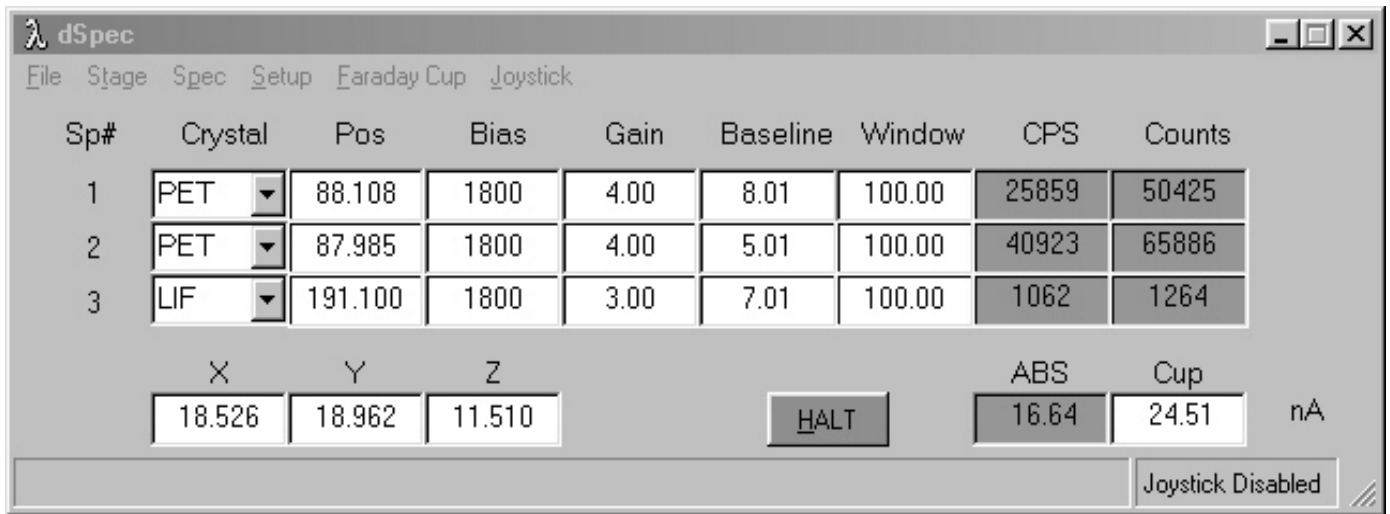 λ dSpec
File Stage Spec Setup Faraday Cup Joystick
Sp# Crystal Pos Bias Gain Baseline Window CPS Counts
1 PET 88.108 1800 4.00 8.01 100.00 25859 50425
2 PET 87.985 1800 4.00 5.01 100.00 40923 65886
3 LIF 191.100 1800 3.00 7.01 100.00 1062 1264
X Y Z ABS Cup
18.526 18.962 11.510 HALT 16.64 24.51 nA
Joystick Disabled